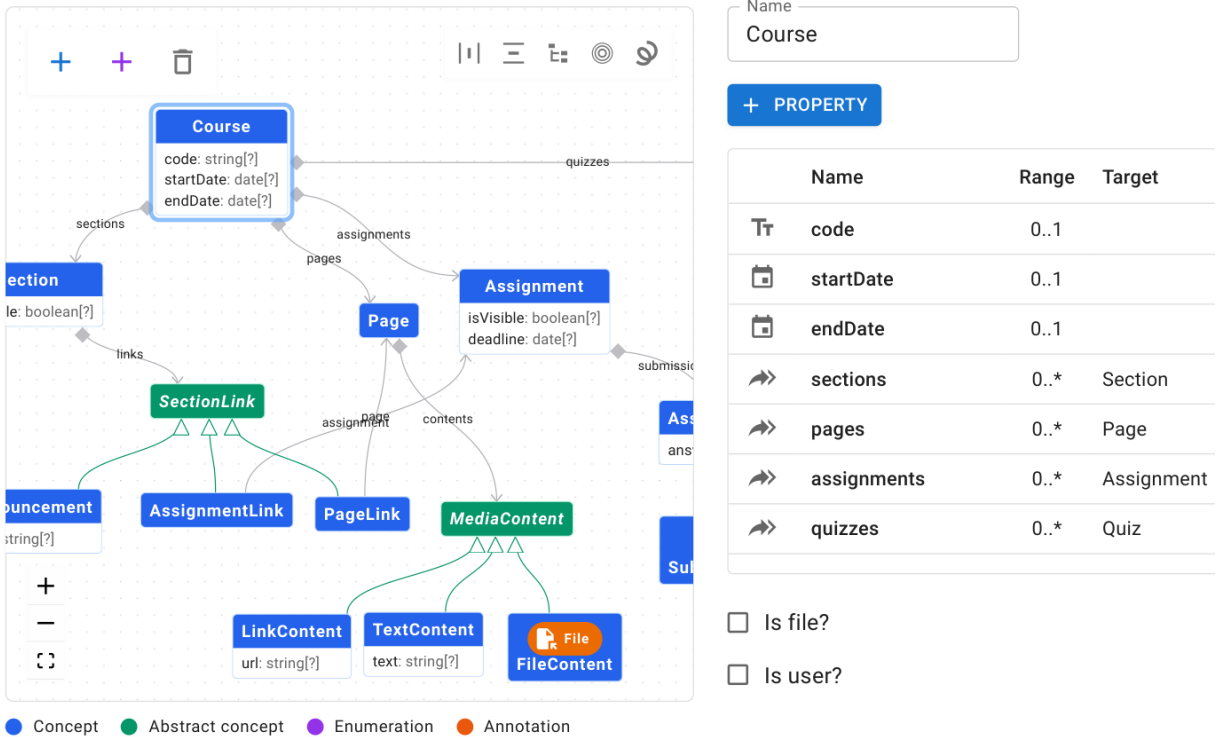 Name
Course
+ PROPERTY
Name Range Target
code 0..1
startDate 0..1
endDate 0..1
sections 0..* Section
pages 0..* Page
assignments 0..* Assignment
quizzes 0..* Quiz
Is file?
Is user?
Course
code: string[?]
startDate: date[?]
endDate: date[?]
quizzes
sections
assignments
pages
ection
le: boolean[?]
Assignment
isVisible: boolean[?]
deadline: date[?]
Page
links
submissio
SectionLink
assignment
page
contents
Ass
ans
ouncement
string[?]
AssignmentLink
PageLink
MediaContent
Sub
LinkContent
url: string[?]
TextContent
text: string[?]
File
FileContent
Concept Abstract concept Enumeration Annotation